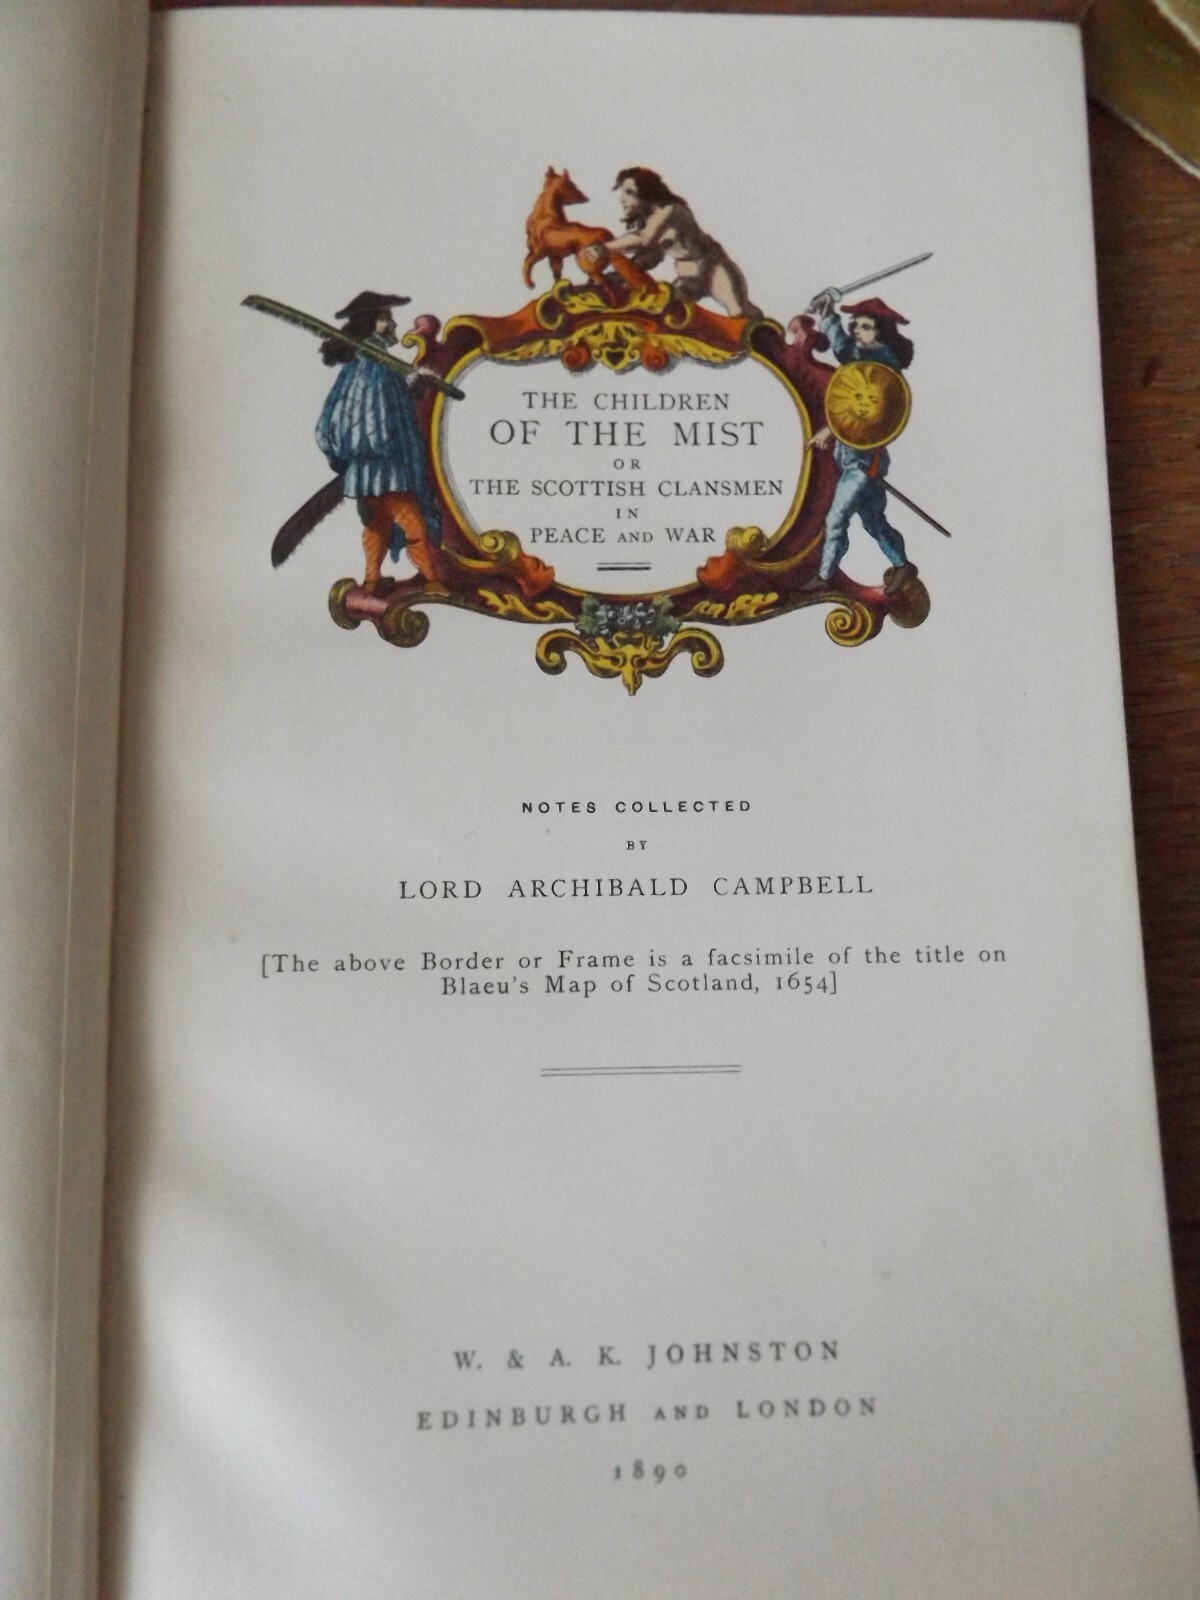 THE CHILDREN
OF THE MIST
OR
THE SCOTTISH CLANSMEN
IN
PEACE AND WAR
NOTES COLLECTED
BY
LORD ARCHIBALD CAMPBELL
[The above Border or Frame is a facsimile of the title on
Blaeu's Map of Scotland, 1654]
W. & A. K. JOHNSTON
EDINBURGH AND LONDON
1890